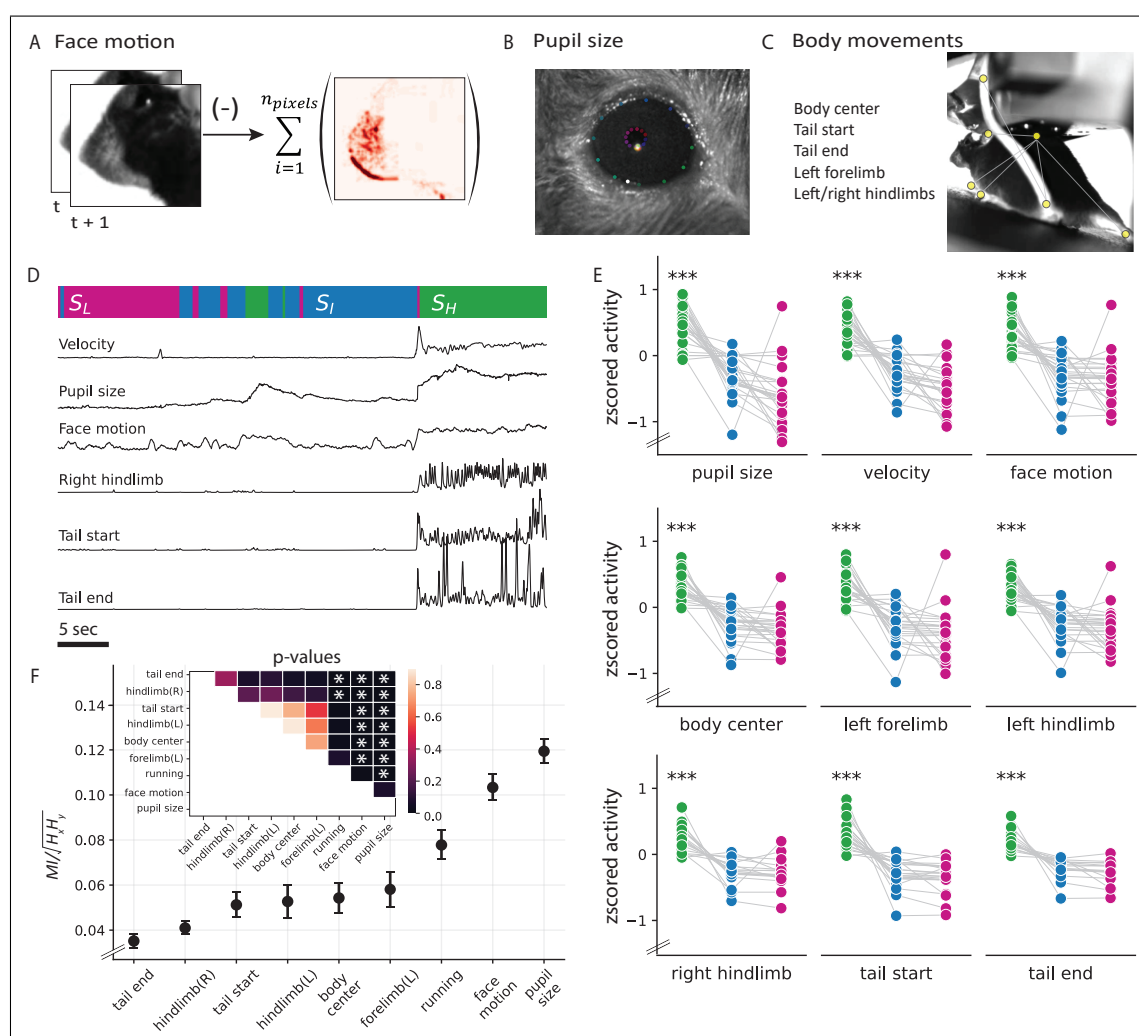 A Face motion
B Pupil size
C Body movements
t
t + 1
(-)
n_pixels
∑
i=1
Body center
Tail start
Tail end
Left forelimb
Left/right hindlimbs
D
S_L S_I S_H
Velocity
Pupil size
Face motion
Right hindlimb
Tail start
Tail end
5 sec
E
*** *** ***
zscored activity
1
0
−1
pupil size velocity face motion
*** *** ***
zscored activity
1
0
−1
body center left forelimb left hindlimb
*** *** ***
zscored activity
1
0
−1
right hindlimb tail start tail end
F
p-values
tail end * * *
hindlimb(R) * * *
tail start * *
hindlimb(L) * *
body center * *
forelimb(L) * *
running *
face motion
pupil size
tail end hindlimb(R) tail start hindlimb(L) body center forelimb(L) running face motion pupil size
0.8
0.6
0.4
0.2
0.0
MI/√H_xH_y
0.14
0.12
0.10
0.08
0.06
0.04
tail end hindlimb(R) tail start hindlimb(L) body center forelimb(L) running face motion pupil size